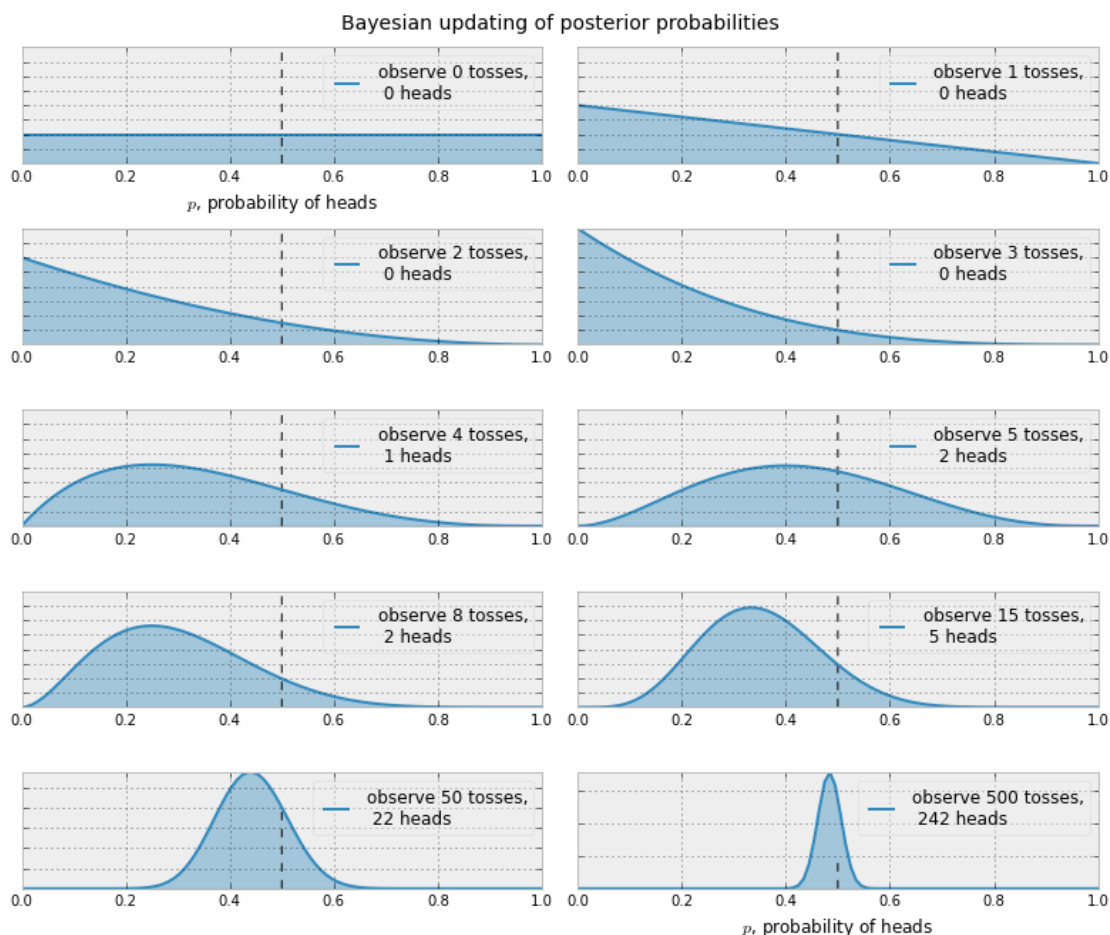 Bayesian updating of posterior probabilities
observe 0 tosses,
0 heads
0.0 0.2 0.4 0.6 0.8 1.0
p, probability of heads
observe 1 tosses,
0 heads
0.0 0.2 0.4 0.6 0.8 1.0
observe 2 tosses,
0 heads
0.0 0.2 0.4 0.6 0.8 1.0
observe 3 tosses,
0 heads
0.0 0.2 0.4 0.6 0.8 1.0
observe 4 tosses,
1 heads
0.0 0.2 0.4 0.6 0.8 1.0
observe 5 tosses,
2 heads
0.0 0.2 0.4 0.6 0.8 1.0
observe 8 tosses,
2 heads
0.0 0.2 0.4 0.6 0.8 1.0
observe 15 tosses,
5 heads
0.0 0.2 0.4 0.6 0.8 1.0
observe 50 tosses,
22 heads
0.0 0.2 0.4 0.6 0.8 1.0
observe 500 tosses,
242 heads
0.0 0.2 0.4 0.6 0.8 1.0
p, probability of heads